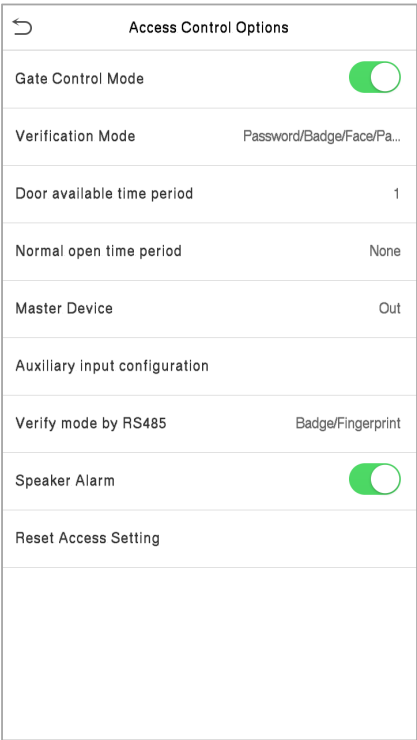 Access Control Options
Gate Control Mode
Verification Mode Password/Badge/Face/Pa...
Door available time period 1
Normal open time period None
Master Device Out
Auxiliary input configuration
Verify mode by RS485 Badge/Fingerprint
Speaker Alarm
Reset Access Setting